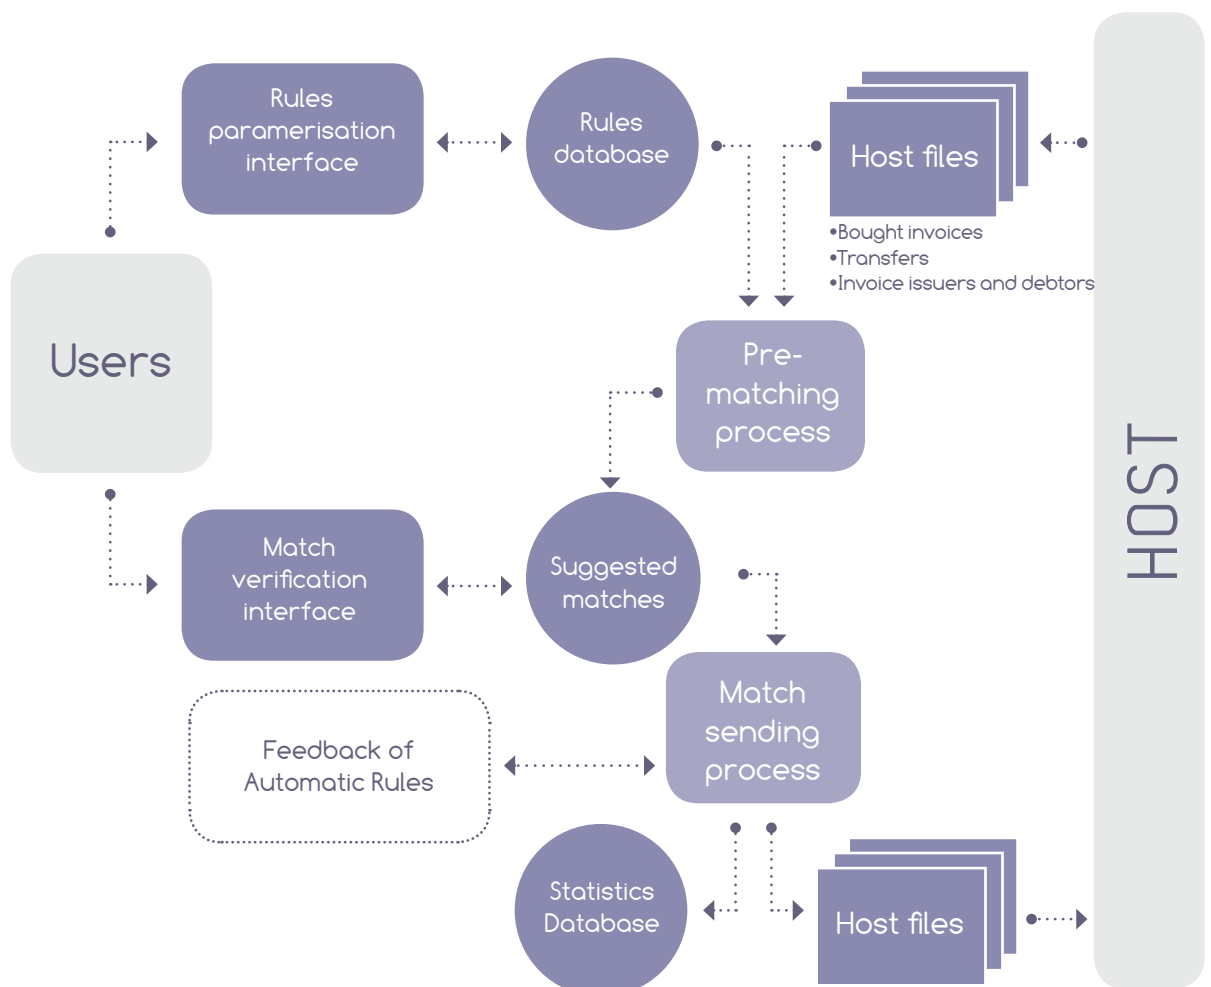 Rules
paramerisation
interface
Rules
database
Host files
•Bought invoices
•Transfers
•Invoice issuers and debtors
Users
Pre-
matching
process
HOST
Match
verification
interface
Suggested
matches
Match
sending
process
Feedback of
Automatic Rules
Statistics
Database
Host files